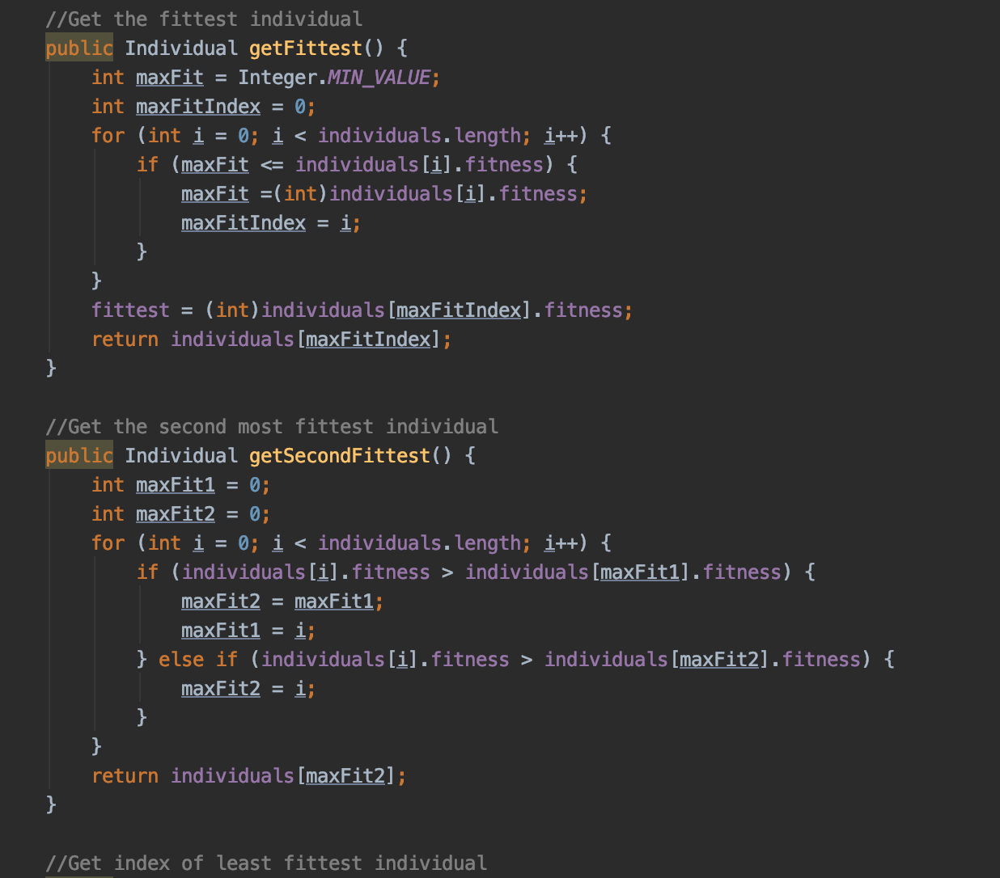 //Get the fittest individual
public Individual getFittest() {
int maxFit = Integer.MIN_VALUE;
int maxFitIndex = 0;
for (int i = 0; i < individuals.length; i++) {
if (maxFit <= individuals[i].fitness) {
maxFit =(int)individuals[i].fitness;
maxFitIndex = i;
}
}
fittest = (int)individuals[maxFitIndex].fitness;
return individuals[maxFitIndex];
}
//Get the second most fittest individual
public Individual getSecondFittest() {
int maxFit1 = 0;
int maxFit2 = 0;
for (int i = 0; i < individuals.length; i++) {
if (individuals[i].fitness > individuals[maxFit1].fitness) {
maxFit2 = maxFit1;
maxFit1 = i;
} else if (individuals[i].fitness > individuals[maxFit2].fitness) {
maxFit2 = i;
}
}
return individuals[maxFit2];
}
//Get index of least fittest individual